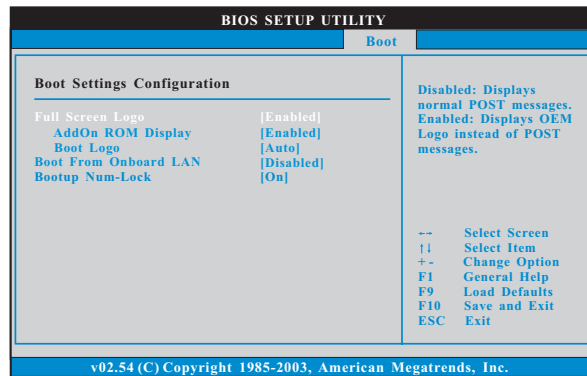 BIOS SETUP UTILITY
Boot
Boot Settings Configuration
Full Screen Logo [Enabled]
AddOn ROM Display [Enabled]
Boot Logo [Auto]
Boot From Onboard LAN [Disabled]
Bootup Num-Lock [On]
Disabled: Displays
normal POST messages.
Enabled: Displays OEM
Logo instead of POST
messages.
←→ Select Screen
↑↓ Select Item
+ - Change Option
F1 General Help
F9 Load Defaults
F10 Save and Exit
ESC Exit
v02.54 (C) Copyright 1985-2003, American Megatrends, Inc.